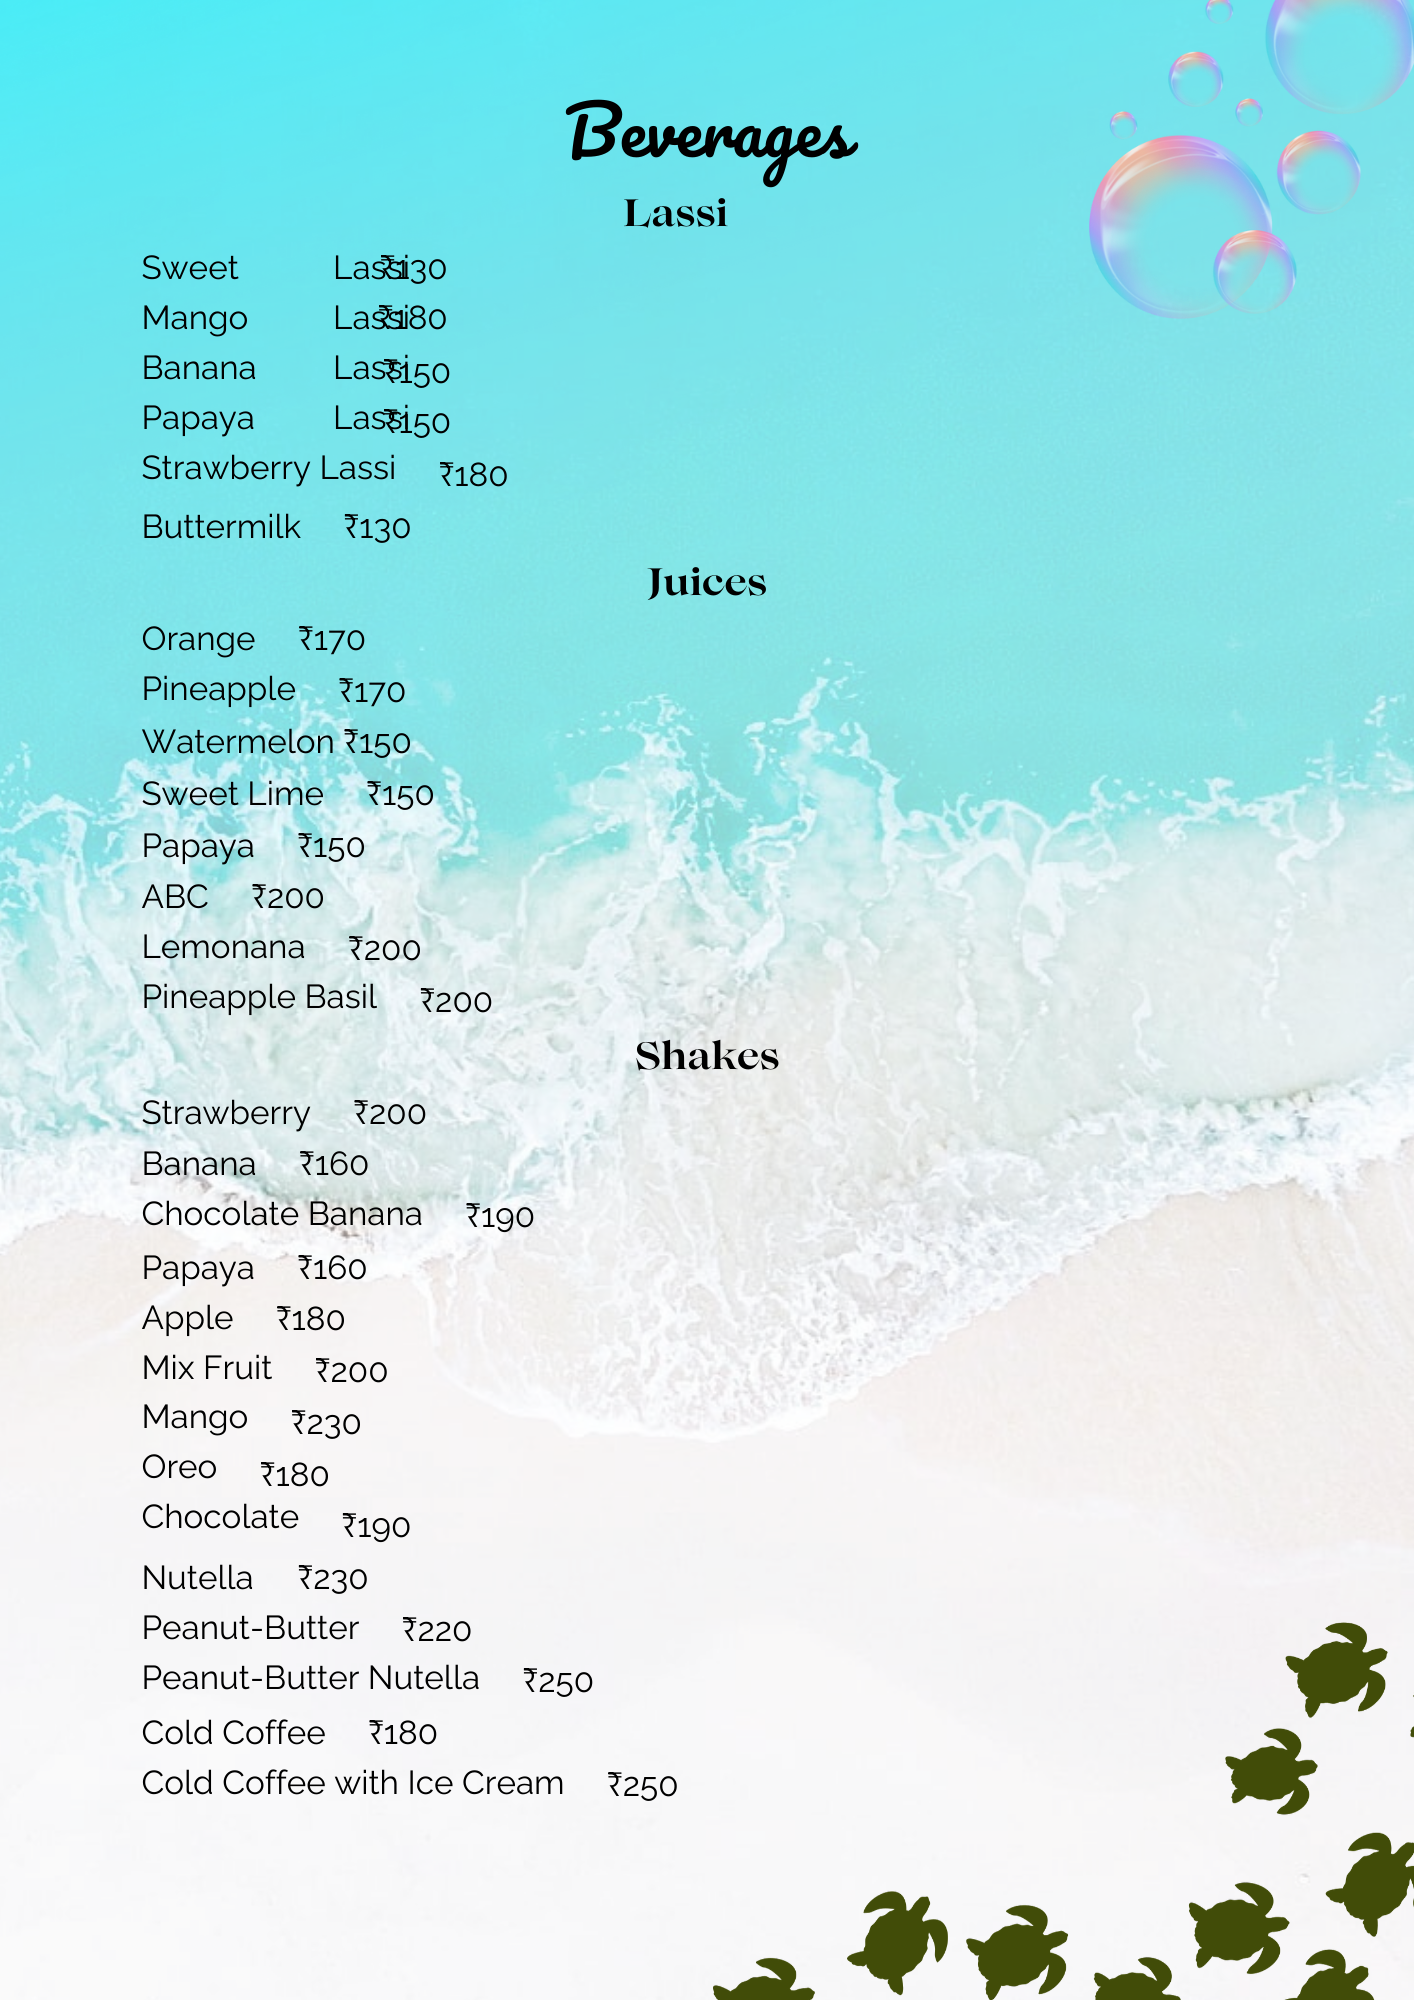 Beverages
Lassi
Sweet Lassi ₹130
Mango Lassi ₹180
Banana Lassi ₹150
Papaya Lassi ₹150
Strawberry Lassi ₹180
Buttermilk ₹130
Juices
Orange ₹170
Pineapple ₹170
Watermelon ₹150
Sweet Lime ₹150
Papaya ₹150
ABC ₹200
Lemonana ₹200
Pineapple Basil ₹200
Shakes
Strawberry ₹200
Banana ₹160
Chocolate Banana ₹190
Papaya ₹160
Apple ₹180
Mix Fruit ₹200
Mango ₹230
Oreo ₹180
Chocolate ₹190
Nutella ₹230
Peanut-Butter ₹220
Peanut-Butter Nutella ₹250
Cold Coffee ₹180
Cold Coffee with Ice Cream ₹250